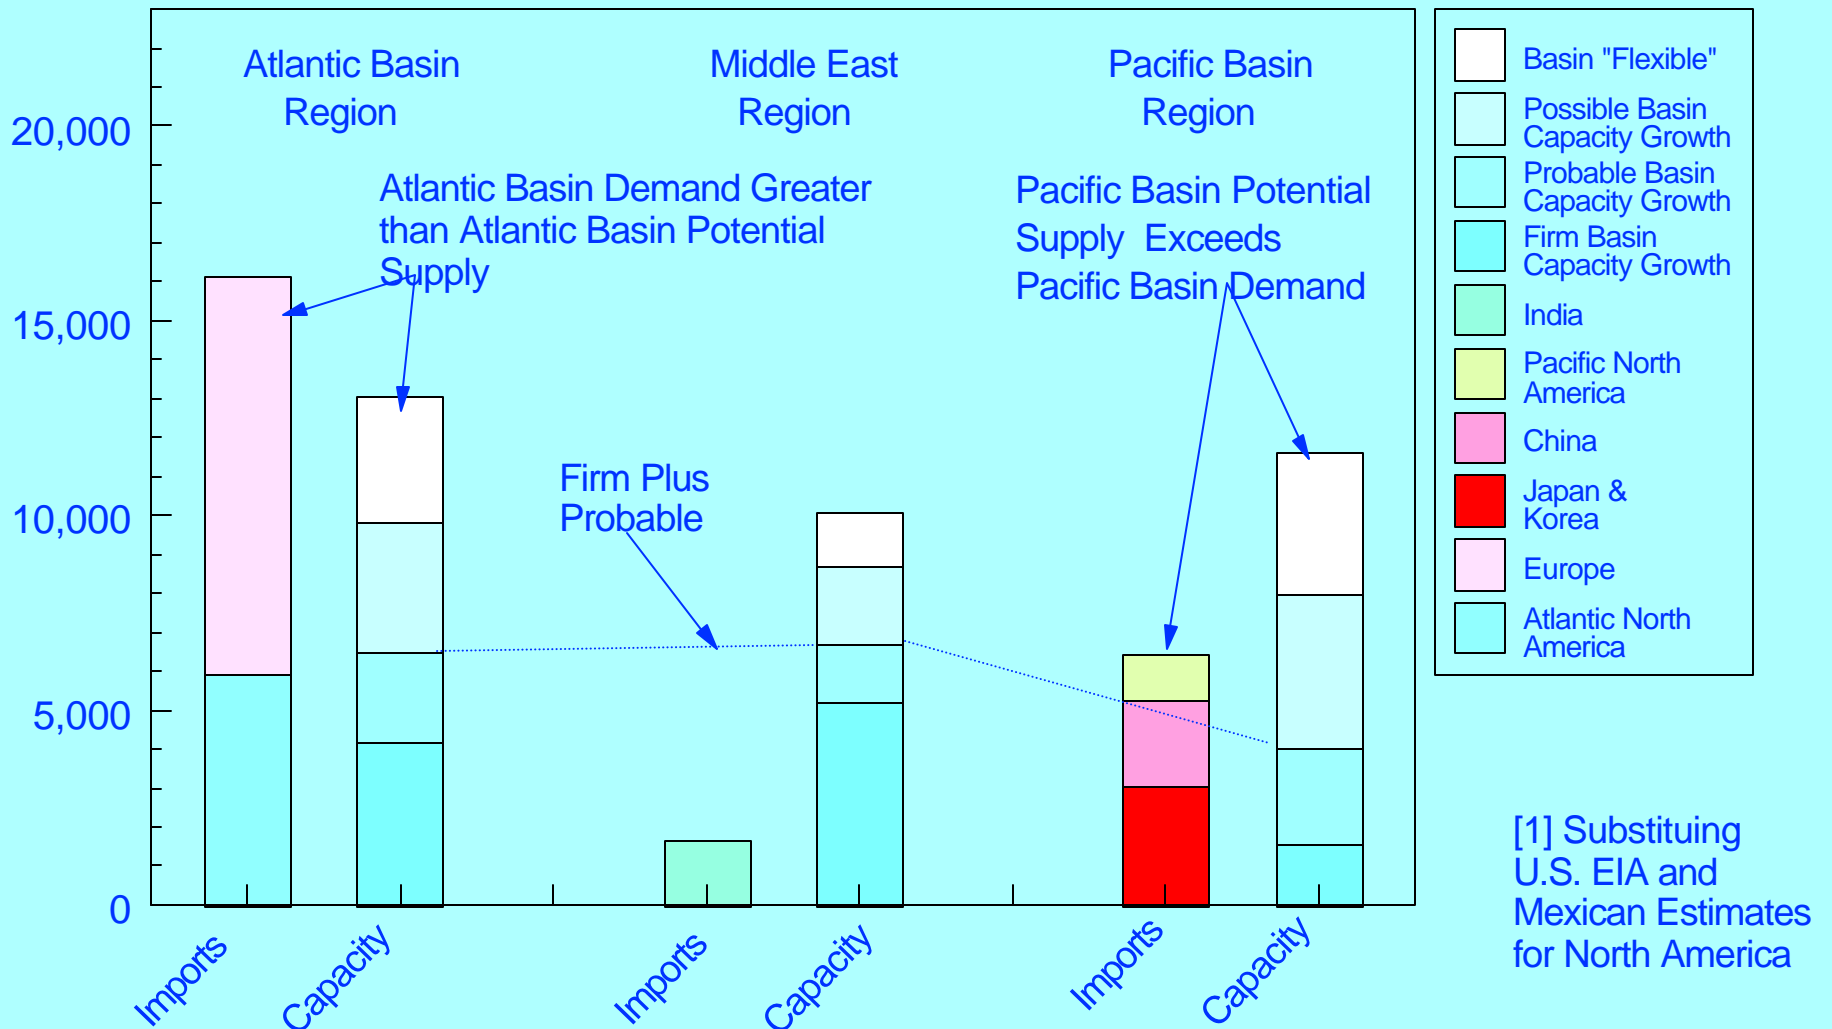 Atlantic Basin
Region
Middle East
Region
Pacific Basin
Region
20,000
15,000
10,000
5,000
0
Atlantic Basin Demand Greater
than Atlantic Basin Potential
Supply
Pacific Basin Potential
Supply Exceeds
Pacific Basin Demand
Firm Plus
Probable
Imports
Capacity
Imports
Capacity
Imports
Capacity
Basin "Flexible"
Possible Basin
Capacity Growth
Probable Basin
Capacity Growth
Firm Basin
Capacity Growth
India
Pacific North
America
China
Japan &
Korea
Europe
Atlantic North
America
[1] Substituing
U.S. EIA and
Mexican Estimates
for North America